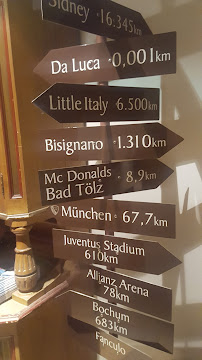 Sidney • 16.345km
Da Luca • 0,001km
Little Italy • 6.500km
Bisignano • 1.310km
Mc Donalds • 8,9km
Bad Tölz
München • 67,7km
Juventus Stadium
610km
Allianz Arena
78km
Bochum
683km
Fanculo